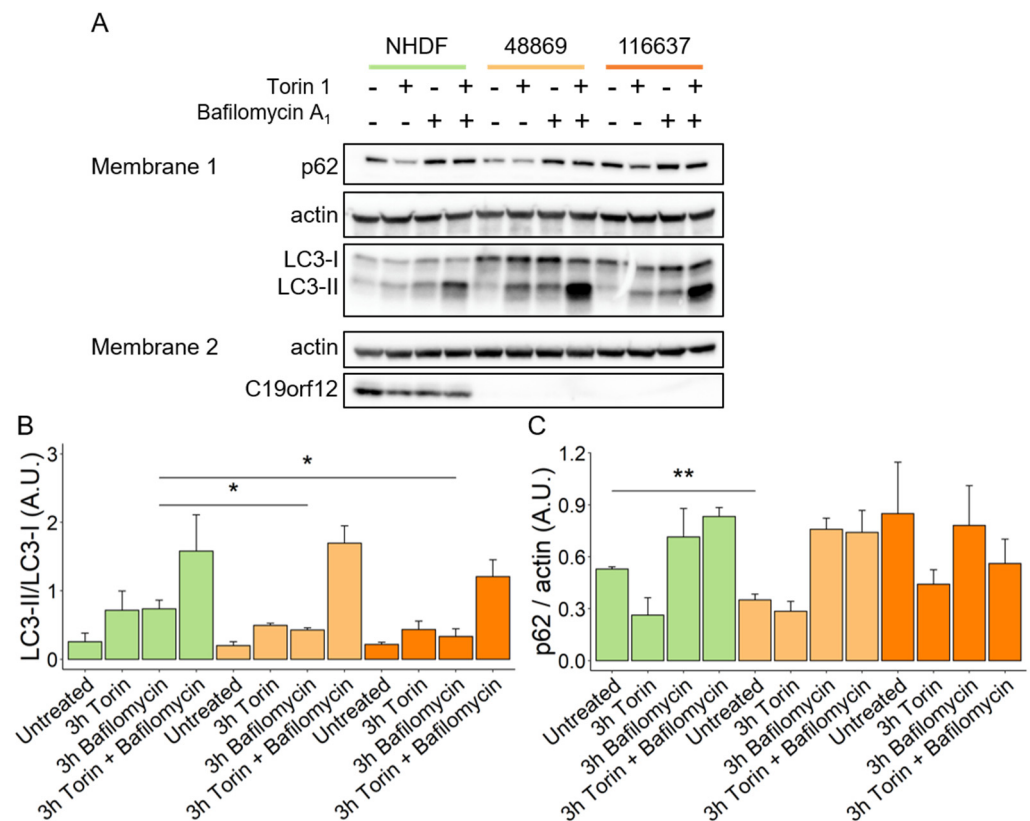 A
NHDF 48869 116637
Torin 1 - + - + - + - + - + - +
Bafilomycin A₁ - - + + - - + + - - + +
Membrane 1 p62
actin
LC3-I
LC3-II
Membrane 2 actin
C19orf12
B
LC3-II/LC3-I (A.U.)
3
2
1
0
*
*
Untreated
3h Torin
3h Bafilomycin
3h Torin + Bafilomycin
Untreated
3h Torin
3h Bafilomycin
3h Torin + Bafilomycin
Untreated
3h Torin
3h Bafilomycin
3h Torin + Bafilomycin
C
p62 / actin (A.U.)
1.2
0.9
0.6
0.3
0.0
**
Untreated
3h Torin
3h Bafilomycin
3h Torin + Bafilomycin
Untreated
3h Torin
3h Bafilomycin
3h Torin + Bafilomycin
Untreated
3h Torin
3h Bafilomycin
3h Torin + Bafilomycin